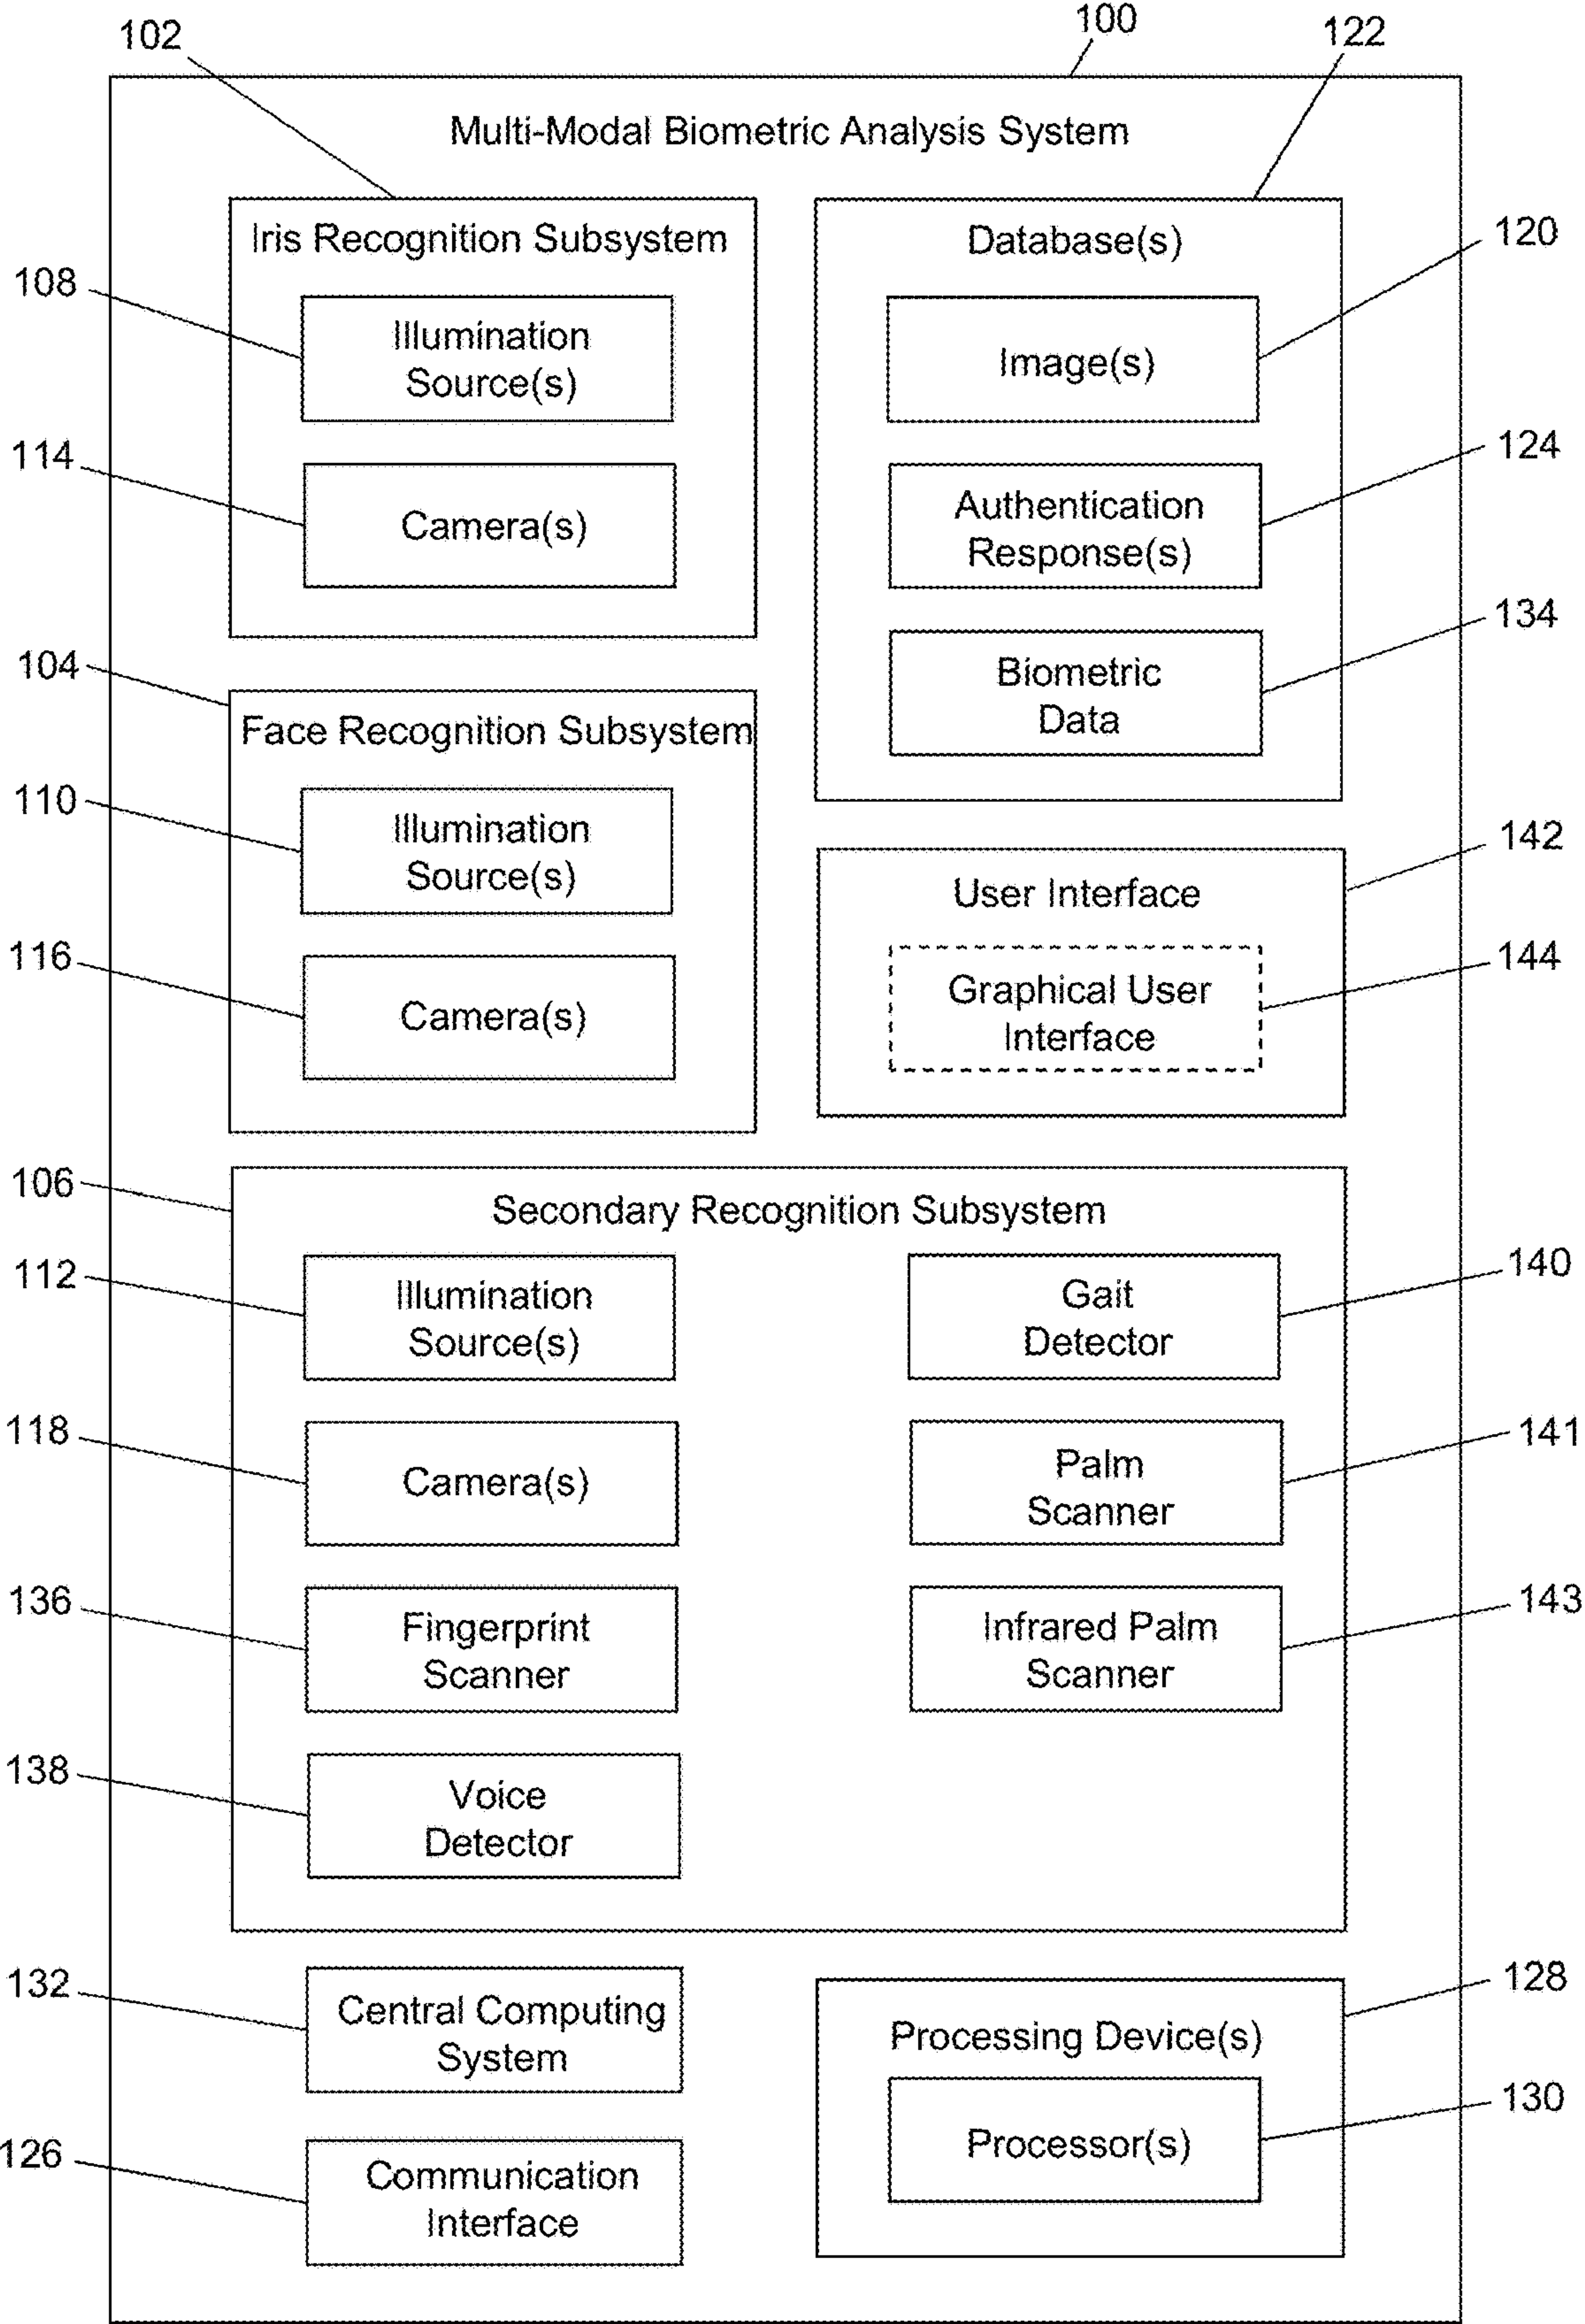 100
102
122
Multi-Modal Biometric Analysis System
Iris Recognition Subsystem
108
Illumination
Source(s)
114
Camera(s)
Database(s)
120
Image(s)
124
Authentication
Response(s)
134
Biometric
Data
104
Face Recognition Subsystem
110
Illumination
Source(s)
116
Camera(s)
142
User Interface
144
Graphical User
Interface
106
Secondary Recognition Subsystem
112
Illumination
Source(s)
118
Camera(s)
136
Fingerprint
Scanner
138
Voice
Detector
140
Gait
Detector
141
Palm
Scanner
143
Infrared Palm
Scanner
132
Central Computing
System
126
Communication
Interface
128
Processing Device(s)
130
Processor(s)